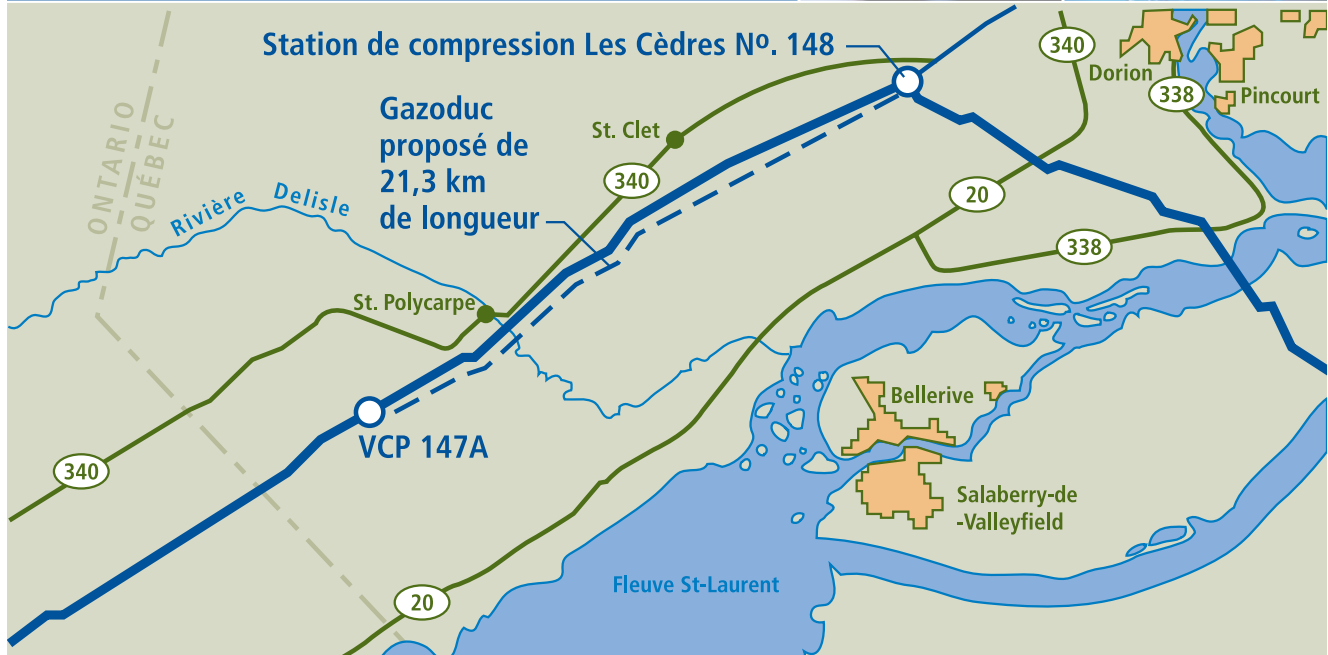 Station de compression Les Cèdres Nº. 148
340
Dorion
338
Pincourt
Gazoduc
proposé de
21,3 km
de longueur
St. Clet
340
20
ONTARIO
QUÉBEC
Rivière Delisle
338
St. Polycarpe
Bellerive
VCP 147A
340
Salaberry-de
-Valleyfield
Fleuve St-Laurent
20